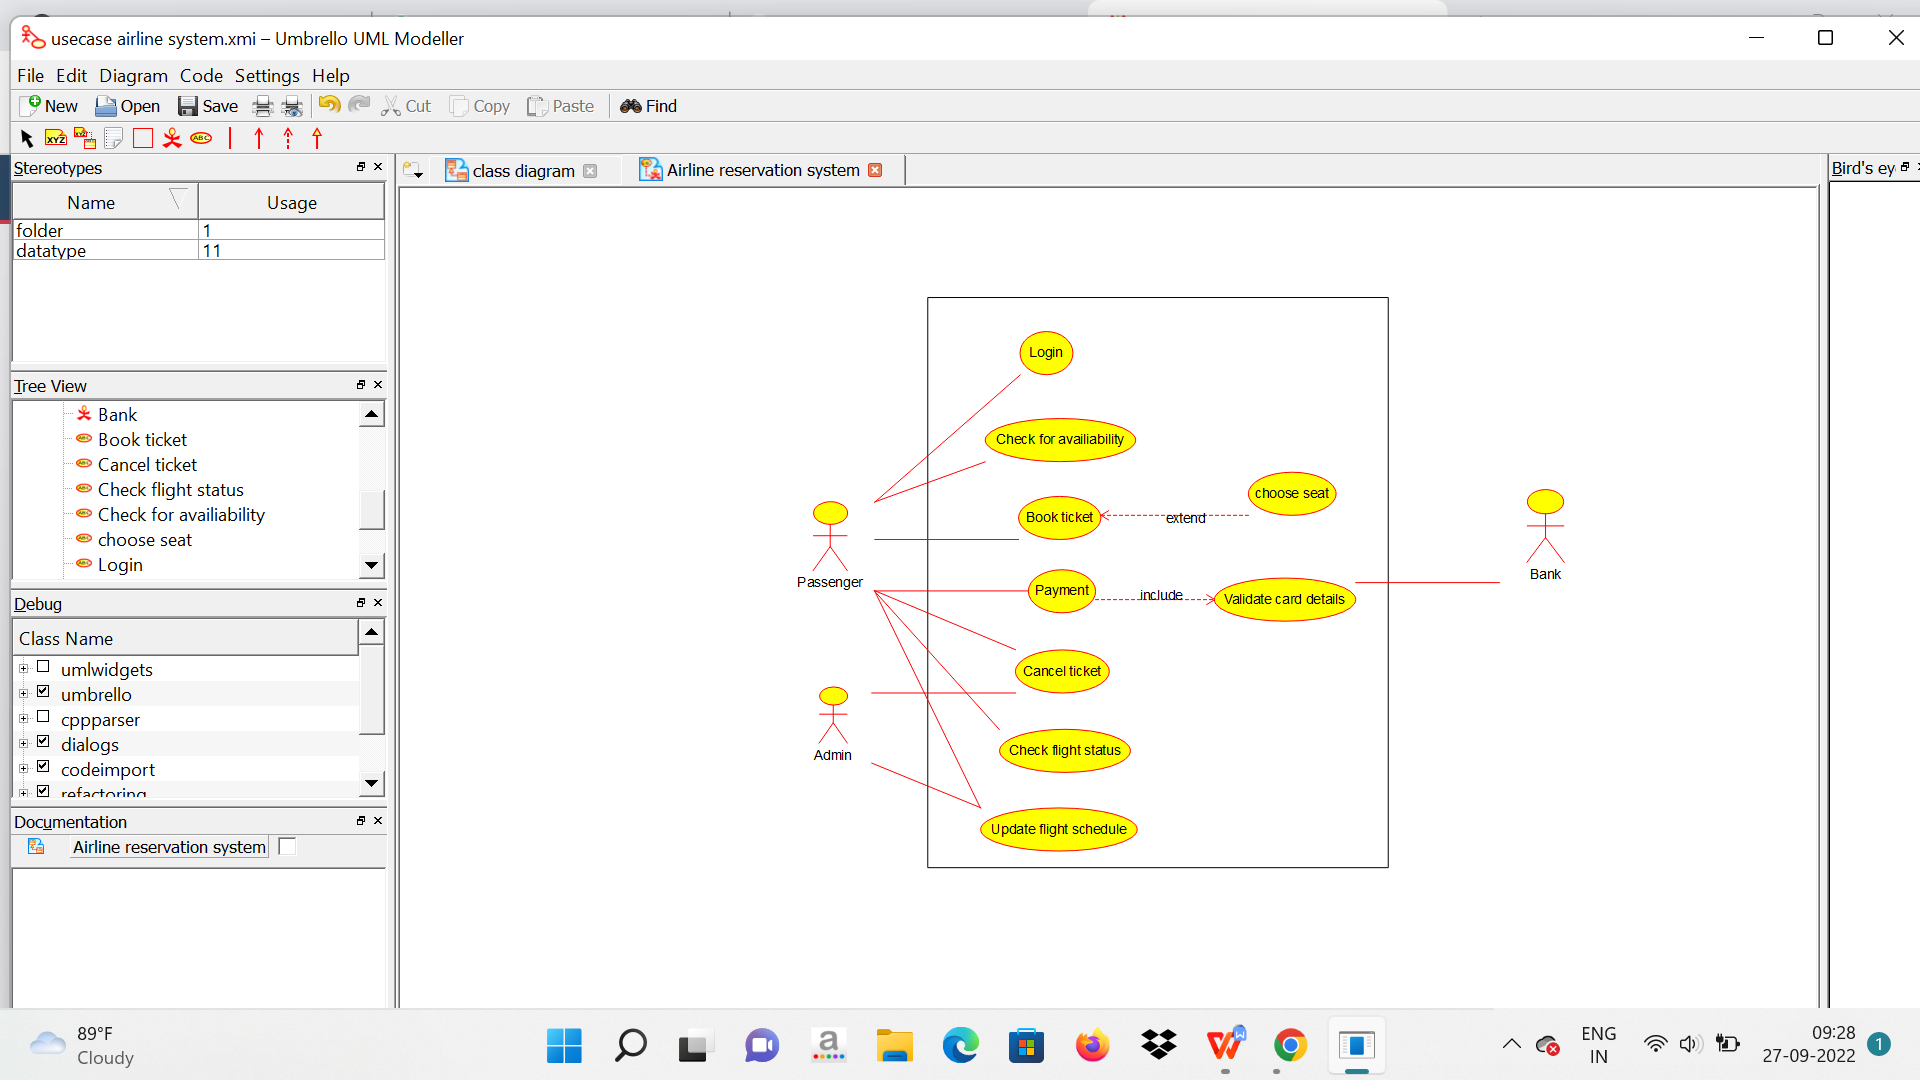 usecase airline system.xmi – Umbrello UML Modeller
File Edit Diagram Code Settings Help
New Open Save Cut Copy Paste Find
XYZ XYZ ABC
Stereotypes
Name Usage
folder 1
datatype 11
Tree View
Bank
Book ticket
Cancel ticket
Check flight status
Check for availiability
choose seat
Login
Debug
Class Name
umlwidgets
umbrello
cppparser
dialogs
codeimport
refactoring
Documentation
Airline reservation system
class diagram
Airline reservation system
Bird's ey
Login
Check for availiability
choose seat
Book ticket
extend
Passenger
Bank
Payment
include
Validate card details
Cancel ticket
Admin
Check flight status
Update flight schedule
89°F
Cloudy
a
W
ENG
IN
09:28
27-09-2022
1